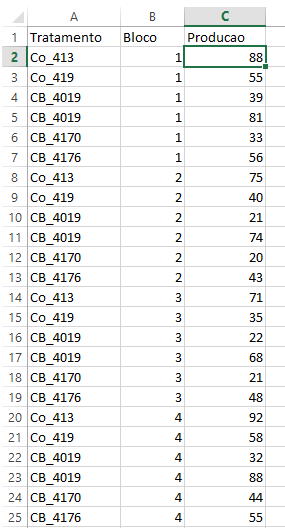 A B C
1 Tratamento Bloco Producao
2 Co_413 1 88
3 Co_419 1 55
4 CB_4019 1 39
5 CB_4019 1 81
6 CB_4170 1 33
7 CB_4176 1 56
8 Co_413 2 75
9 Co_419 2 40
10 CB_4019 2 21
11 CB_4019 2 74
12 CB_4170 2 20
13 CB_4176 2 43
14 Co_413 3 71
15 Co_419 3 35
16 CB_4019 3 22
17 CB_4019 3 68
18 CB_4170 3 21
19 CB_4176 3 48
20 Co_413 4 92
21 Co_419 4 58
22 CB_4019 4 32
23 CB_4019 4 88
24 CB_4170 4 44
25 CB_4176 4 55